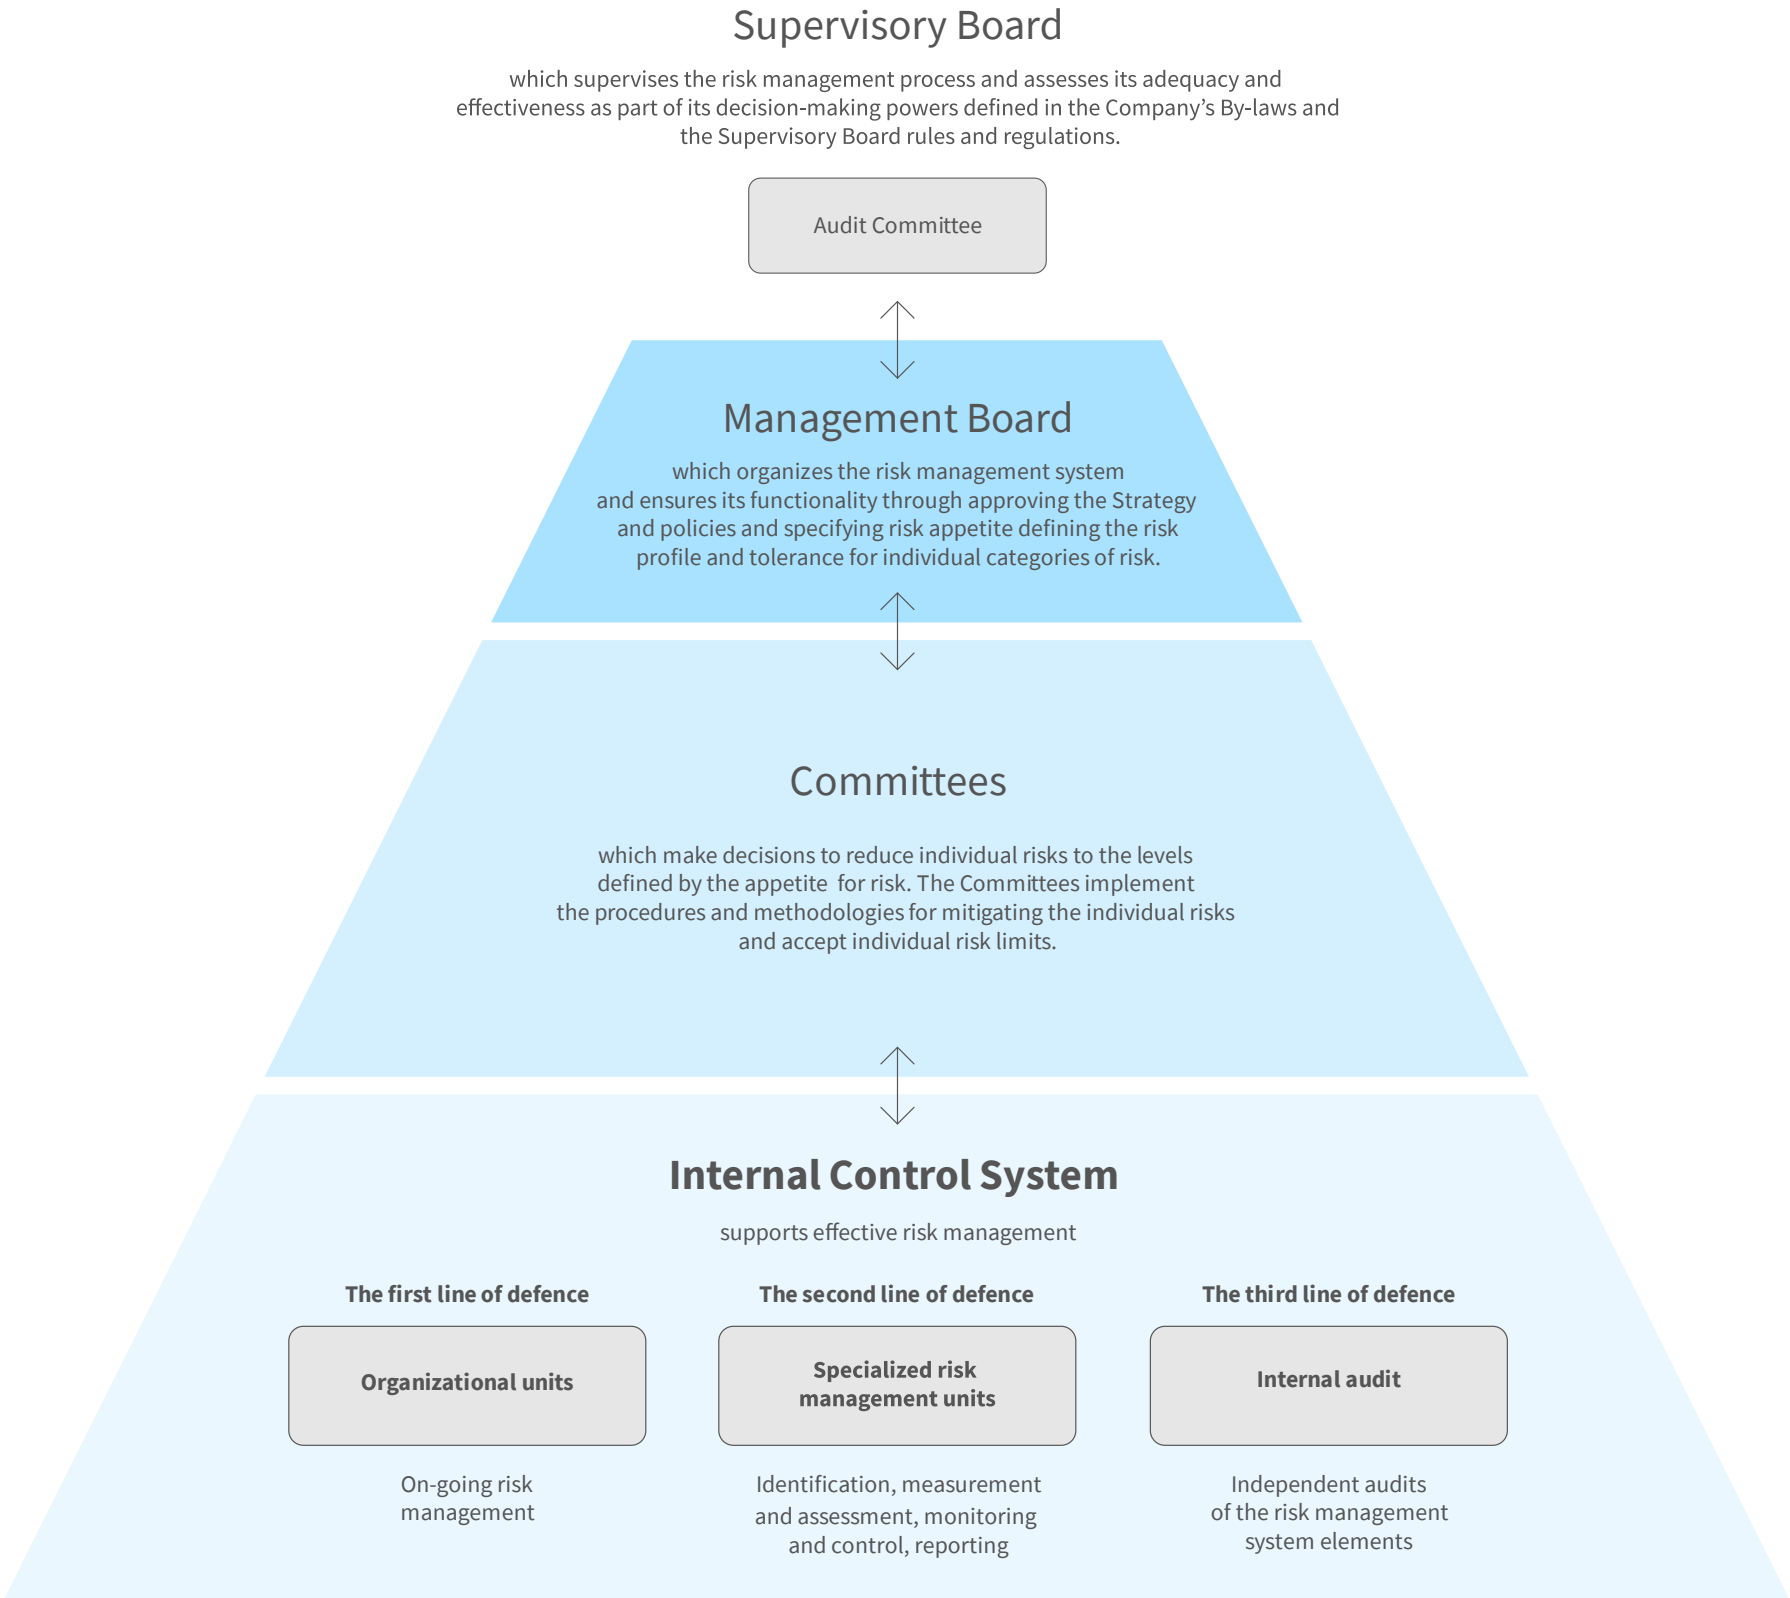 Supervisory Board
which supervises the risk management process and assesses its adequacy and
effectiveness as part of its decision-making powers defined in the Company’s By-laws and
the Supervisory Board rules and regulations.
Audit Committee
Management Board
which organizes the risk management system
and ensures its functionality through approving the Strategy
and policies and specifying risk appetite defining the risk
profile and tolerance for individual categories of risk.
Committees
which make decisions to reduce individual risks to the levels
defined by the appetite for risk. The Committees implement
the procedures and methodologies for mitigating the individual risks
and accept individual risk limits.
Internal Control System
supports effective risk management
The first line of defence
Organizational units
On-going risk
management
The second line of defence
Specialized risk
management units
Identification, measurement
and assessment, monitoring
and control, reporting
The third line of defence
Internal audit
Independent audits
of the risk management
system elements